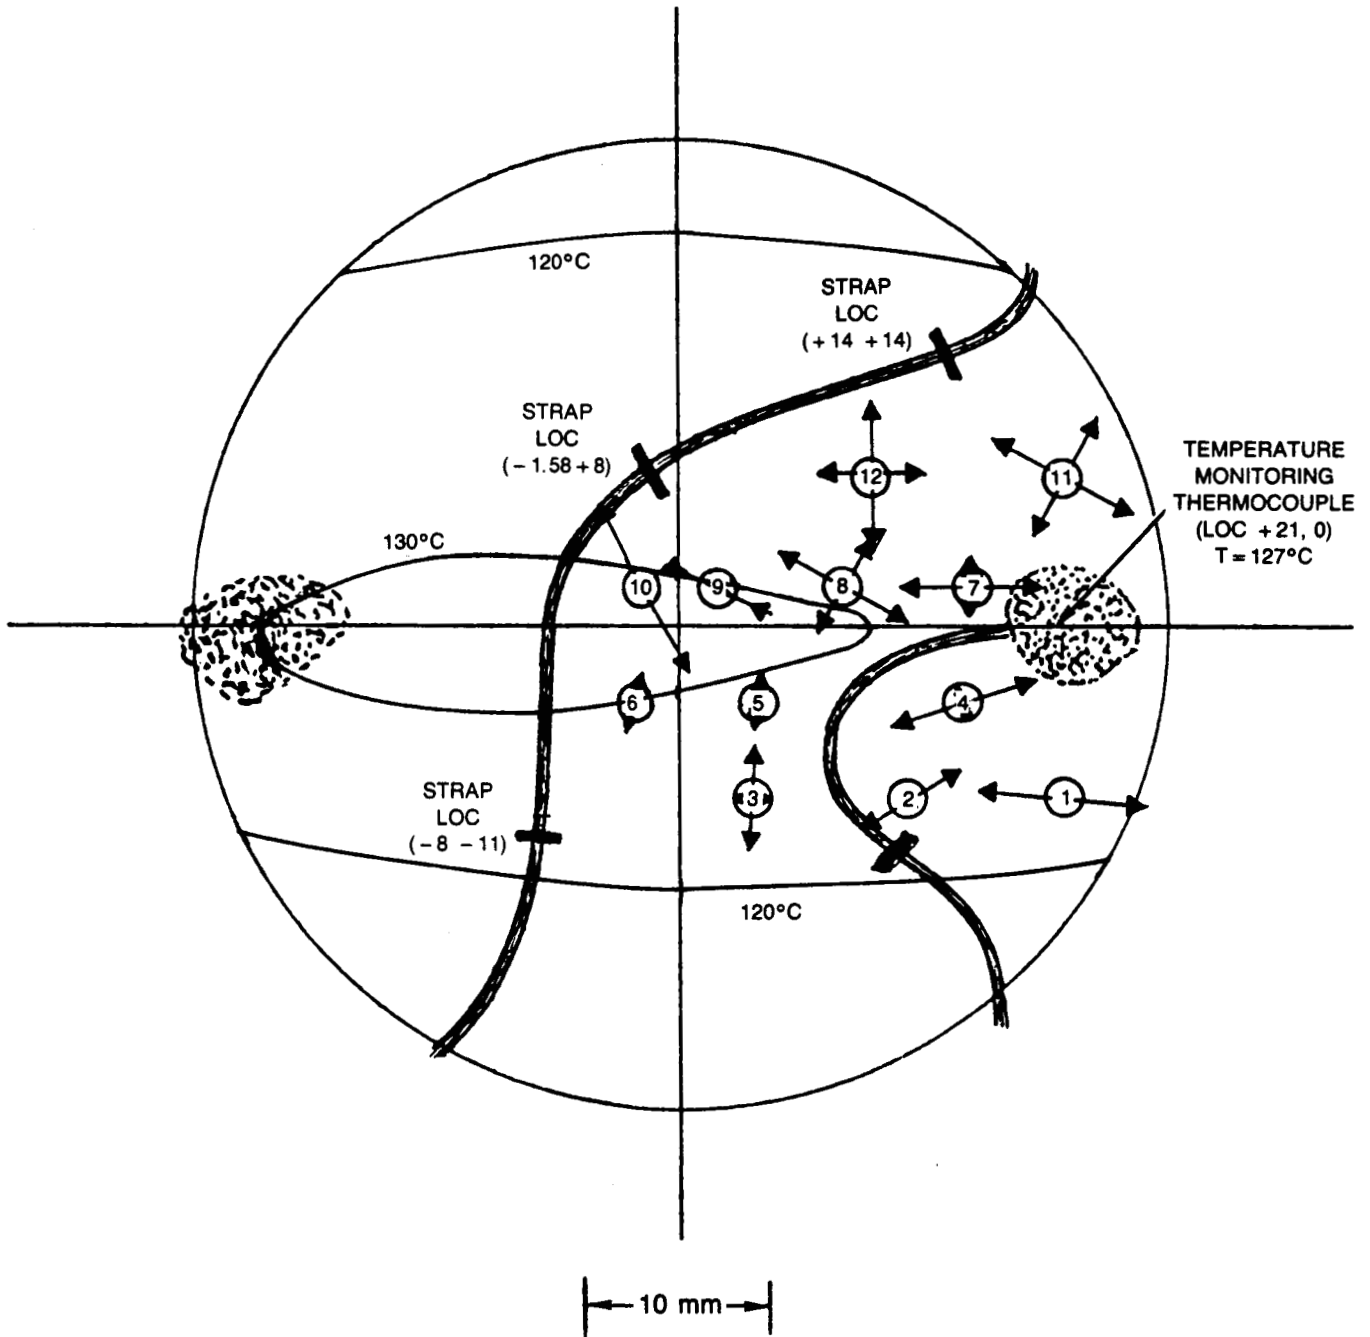 120°C
STRAP
LOC
(+14 +14)
STRAP
LOC
(-1.58+8)
TEMPERATURE
MONITORING
THERMOCOUPLE
(LOC +21, 0)
T=127°C
12
11
130°C
10
9
8
7
6
5
4
3
2
1
STRAP
LOC
(-8 -11)
120°C
10 mm